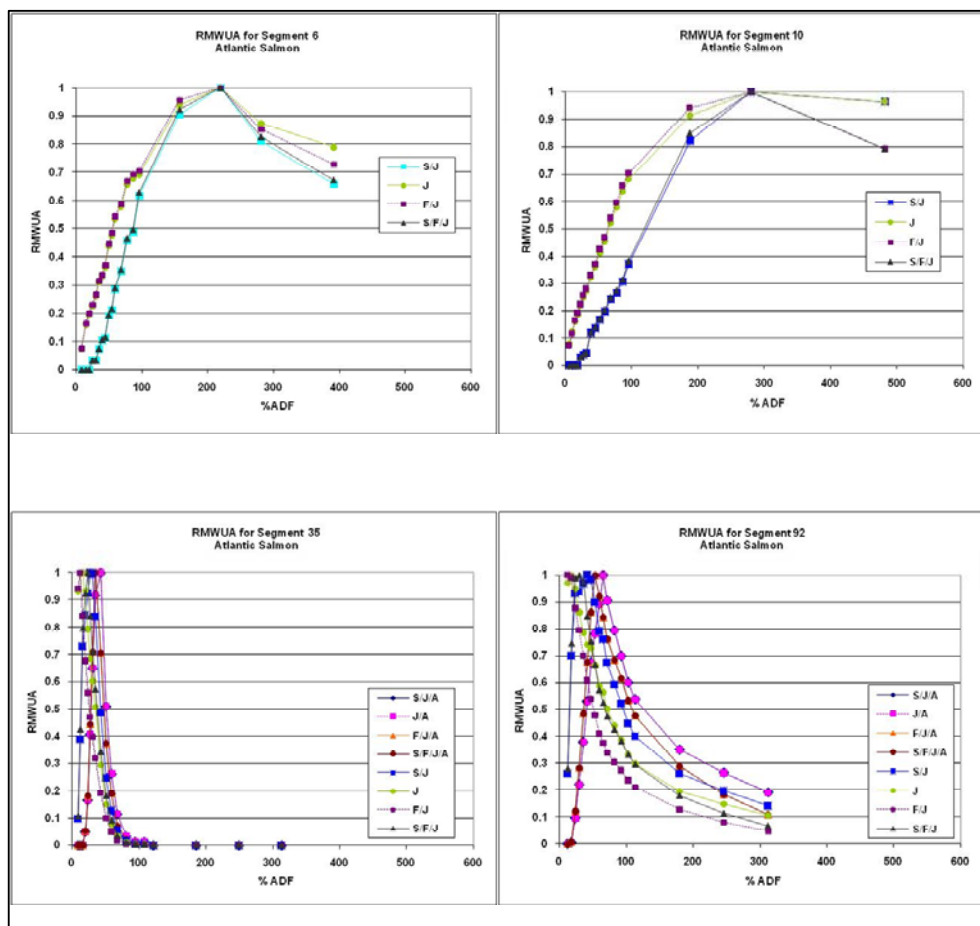 RMWUA for Segment 6
Atlantic Salmon
RMWUA
1
0.9
0.8
0.7
0.6
0.5
0.4
0.3
0.2
0.1
0
0 100 200 300 400 500 600
%ADF
S/J
J
F/J
S/F/J
RMWUA for Segment 10
Atlantic Salmon
RMWUA
1
0.9
0.8
0.7
0.6
0.5
0.4
0.3
0.2
0.1
0
0 100 200 300 400 500 600
%ADF
S/J
J
F/J
S/F/J
RMWUA for Segment 35
Atlantic Salmon
RMWUA
1
0.9
0.8
0.7
0.6
0.5
0.4
0.3
0.2
0.1
0
0 100 200 300 400 500 600
% ADF
S/J/A
J/A
F/J/A
S/F/J/A
S/J
J
F/J
S/F/J
RMWUA for Segment 92
Atlantic Salmon
RMWUA
1
0.9
0.8
0.7
0.6
0.5
0.4
0.3
0.2
0.1
0
0 100 200 300 400 500 600
% ADF
S/J/A
J/A
F/J/A
S/F/J/A
S/J
J
F/J
S/F/J